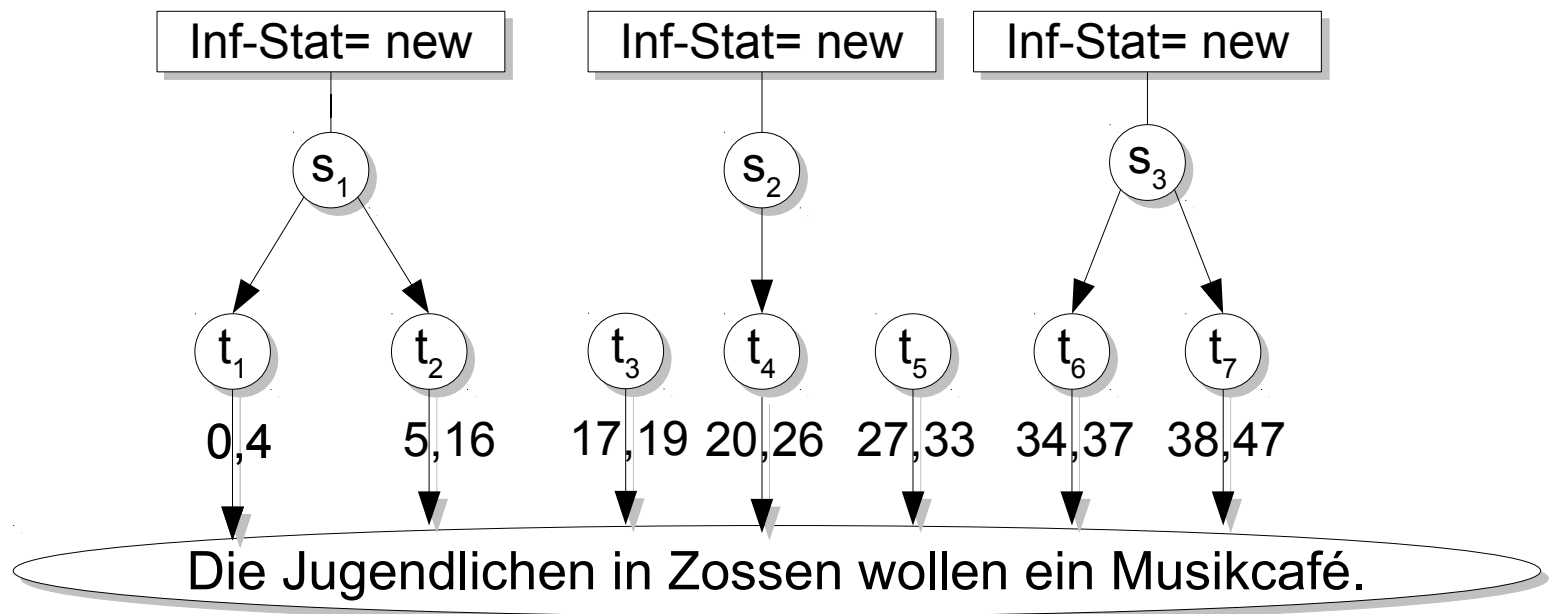 Inf-Stat= new Inf-Stat= new Inf-Stat= new
s1 s2 s3
t1 t2 t3 t4 t5 t6 t7
0,4 5,16 17,19 20,26 27,33 34,37 38,47
Die Jugendlichen in Zossen wollen ein Musikcafé.